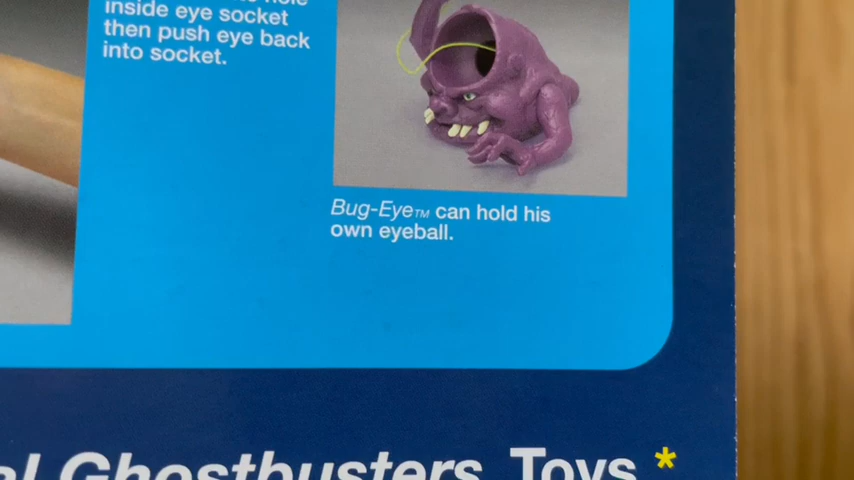 inside eye socket
then push eye back
into socket.
Bug-Eye™ can hold his
own eyeball.
Ghostbusters Toys*